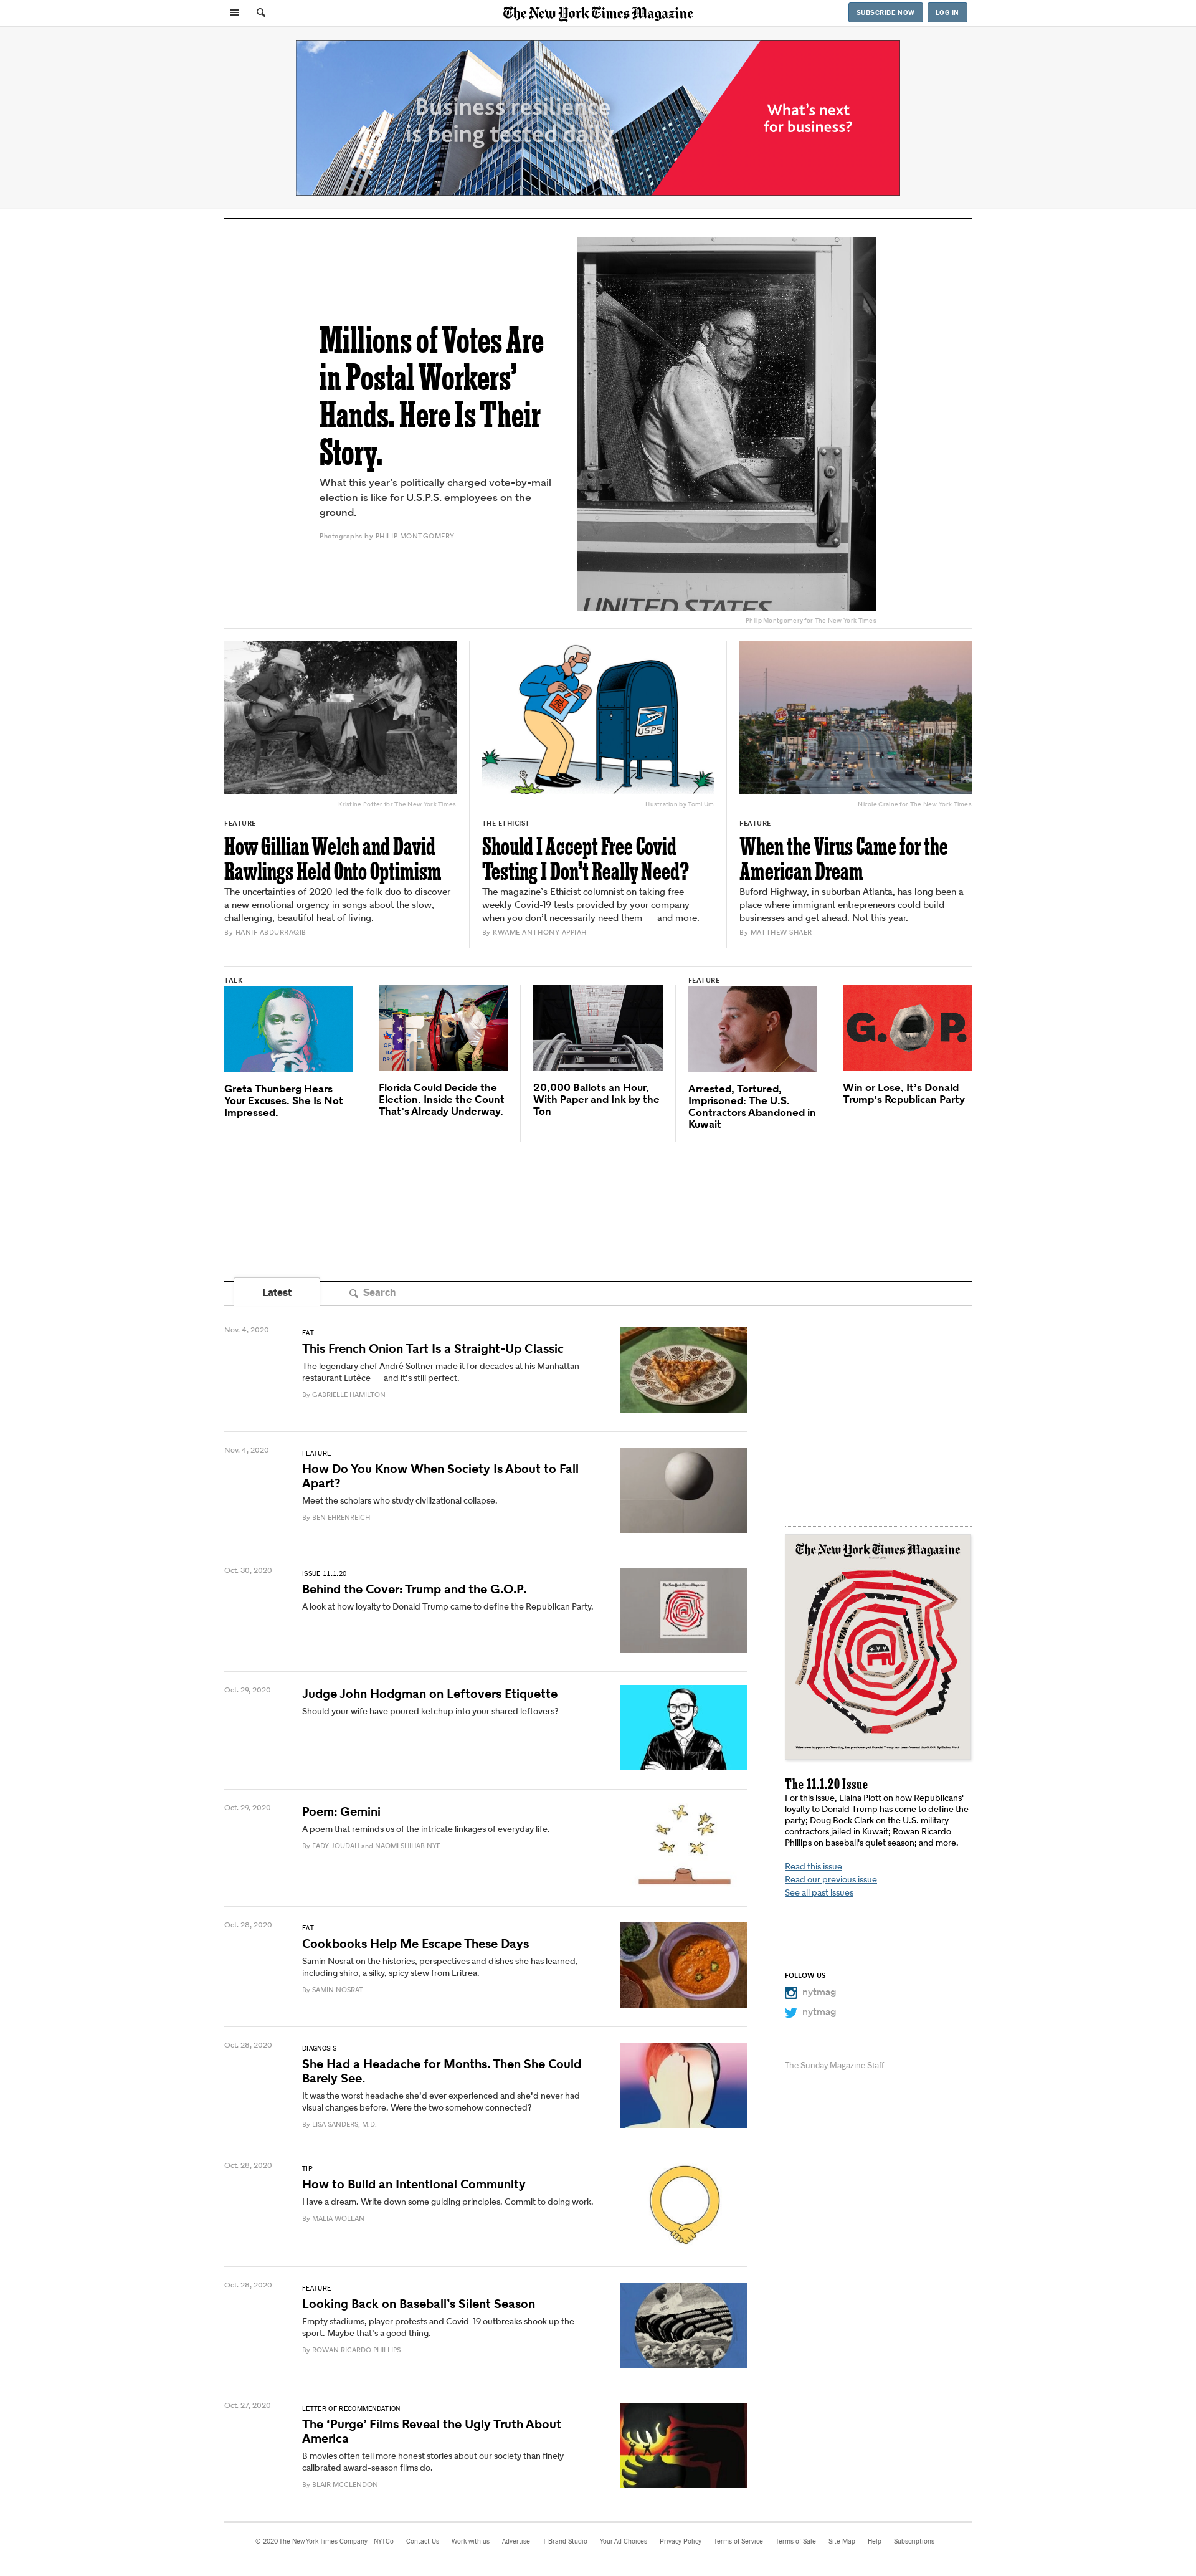 The New York Times Magazine
SUBSCRIBE NOW
LOG IN
Business resilience
is being tested daily.
What's next
for business?
Millions of Votes Are
in Postal Workers'
Hands. Here Is Their
Story.
What this year's politically charged vote-by-mail
election is like for U.S.P.S. employees on the
ground.
Photographs by PHILIP MONTGOMERY
UNITED STATES
Philip Montgomery for The New York Times
Kristine Potter for The New York Times
FEATURE
How Gillian Welch and David
Rawlings Held Onto Optimism
The uncertainties of 2020 led the folk duo to discover
a new emotional urgency in songs about the slow,
challenging, beautiful heat of living.
By HANIF ABDURRAQIB
USPS
Illustration by Tomi Um
THE ETHICIST
Should I Accept Free Covid
Testing I Don't Really Need?
The magazine's Ethicist columnist on taking free
weekly Covid-19 tests provided by your company
when you don't necessarily need them — and more.
By KWAME ANTHONY APPIAH
Nicole Craine for The New York Times
FEATURE
When the Virus Came for the
American Dream
Buford Highway, in suburban Atlanta, has long been a
place where immigrant entrepreneurs could build
businesses and get ahead. Not this year.
By MATTHEW SHAER
TALK
Greta Thunberg Hears
Your Excuses. She Is Not
Impressed.
Florida Could Decide the
Election. Inside the Count
That's Already Underway.
20,000 Ballots an Hour,
With Paper and Ink by the
Ton
FEATURE
Arrested, Tortured,
Imprisoned: The U.S.
Contractors Abandoned in
Kuwait
G.O.P.
Win or Lose, It's Donald
Trump's Republican Party
Latest
Search
Nov. 4, 2020
EAT
This French Onion Tart Is a Straight-Up Classic
The legendary chef André Soltner made it for decades at his Manhattan
restaurant Lutèce — and it's still perfect.
By GABRIELLE HAMILTON
Nov. 4, 2020
FEATURE
How Do You Know When Society Is About to Fall
Apart?
Meet the scholars who study civilizational collapse.
By BEN EHRENREICH
Oct. 30, 2020
ISSUE 11.1.20
Behind the Cover: Trump and the G.O.P.
A look at how loyalty to Donald Trump came to define the Republican Party.
Oct. 29, 2020
Judge John Hodgman on Leftovers Etiquette
Should your wife have poured ketchup into your shared leftovers?
Oct. 29, 2020
Poem: Gemini
A poem that reminds us of the intricate linkages of everyday life.
By FADY JOUDAH and NAOMI SHIHAB NYE
Oct. 28, 2020
EAT
Cookbooks Help Me Escape These Days
Samin Nosrat on the histories, perspectives and dishes she has learned,
including shiro, a silky, spicy stew from Eritrea.
By SAMIN NOSRAT
Oct. 28, 2020
DIAGNOSIS
She Had a Headache for Months. Then She Could
Barely See.
It was the worst headache she'd ever experienced and she'd never had
visual changes before. Were the two somehow connected?
By LISA SANDERS, M.D.
Oct. 28, 2020
TIP
How to Build an Intentional Community
Have a dream. Write down some guiding principles. Commit to doing work.
By MALIA WOLLAN
Oct. 28, 2020
FEATURE
Looking Back on Baseball's Silent Season
Empty stadiums, player protests and Covid-19 outbreaks shook up the
sport. Maybe that's a good thing.
By ROWAN RICARDO PHILLIPS
Oct. 27, 2020
LETTER OF RECOMMENDATION
The 'Purge' Films Reveal the Ugly Truth About
America
B movies often tell more honest stories about our society than finely
calibrated award-season films do.
By BLAIR MCCLENDON
The New York Times Magazine
THE WALL
Whatever happens on Tuesday, the presidency of Donald Trump has transformed the G.O.P. By Elaina Plott
The 11.1.20 Issue
For this issue, Elaina Plott on how Republicans'
loyalty to Donald Trump has come to define the
party; Doug Bock Clark on the U.S. military
contractors jailed in Kuwait; Rowan Ricardo
Phillips on baseball's quiet season; and more.
Read this issue
Read our previous issue
See all past issues
FOLLOW US
nytmag
nytmag
The Sunday Magazine Staff
© 2020 The New York Times Company NYTCo Contact Us Work with us Advertise T Brand Studio Your Ad Choices Privacy Policy Terms of Service Terms of Sale Site Map Help Subscriptions